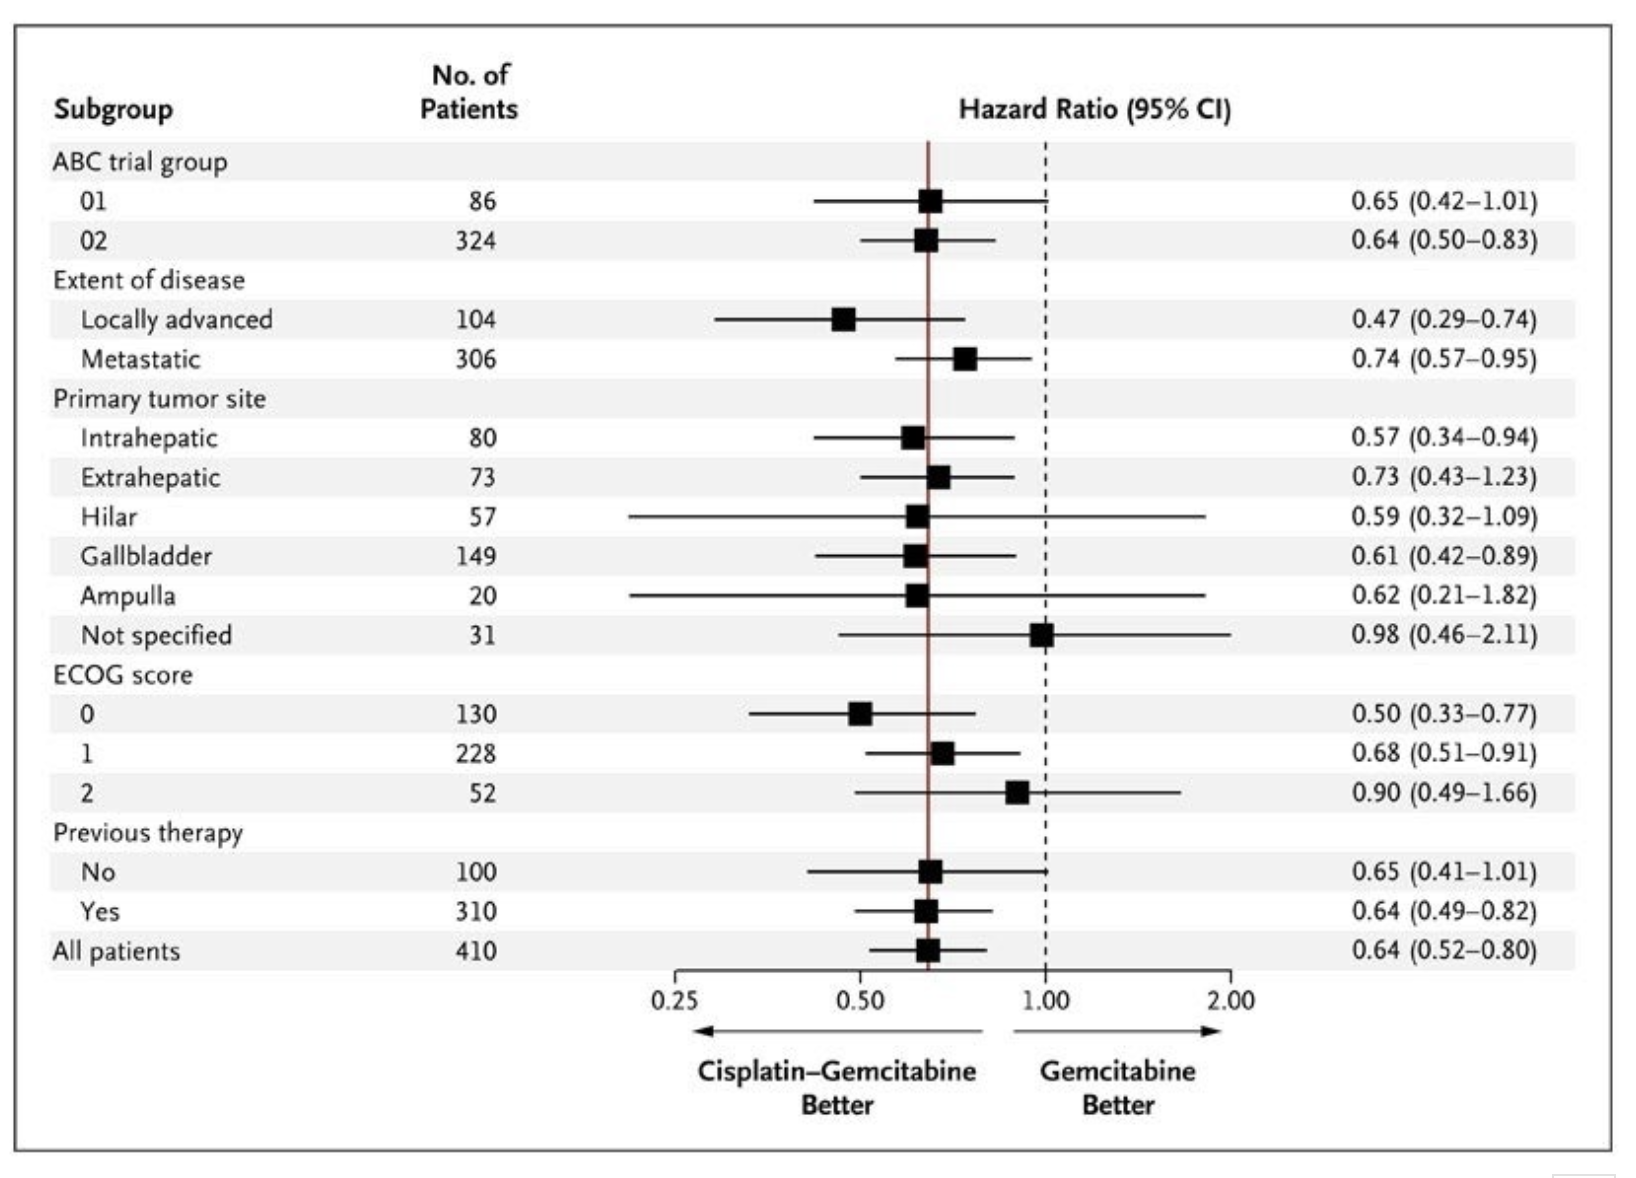 Subgroup No. of Patients Hazard Ratio (95% CI)
ABC trial group
01 86 0.65 (0.42–1.01)
02 324 0.64 (0.50–0.83)
Extent of disease
Locally advanced 104 0.47 (0.29–0.74)
Metastatic 306 0.74 (0.57–0.95)
Primary tumor site
Intrahepatic 80 0.57 (0.34–0.94)
Extrahepatic 73 0.73 (0.43–1.23)
Hilar 57 0.59 (0.32–1.09)
Gallbladder 149 0.61 (0.42–0.89)
Ampulla 20 0.62 (0.21–1.82)
Not specified 31 0.98 (0.46–2.11)
ECOG score
0 130 0.50 (0.33–0.77)
1 228 0.68 (0.51–0.91)
2 52 0.90 (0.49–1.66)
Previous therapy
No 100 0.65 (0.41–1.01)
Yes 310 0.64 (0.49–0.82)
All patients 410 0.64 (0.52–0.80)
0.25 0.50 1.00 2.00
Cisplatin–Gemcitabine Better
Gemcitabine Better